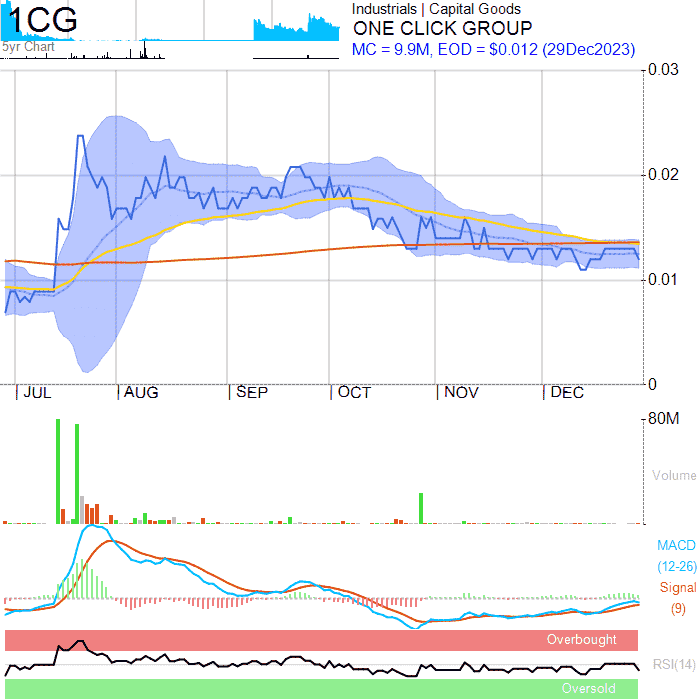 1CG
5yr Chart
Industrials | Capital Goods
ONE CLICK GROUP
MC = 9.9M, EOD = $0.012 (29Dec2023)
0.03
0.02
0.01
0
JUL AUG SEP OCT NOV DEC
80M
Volume
MACD
(12-26)
Signal
(9)
Overbought
RSI(14)
Oversold